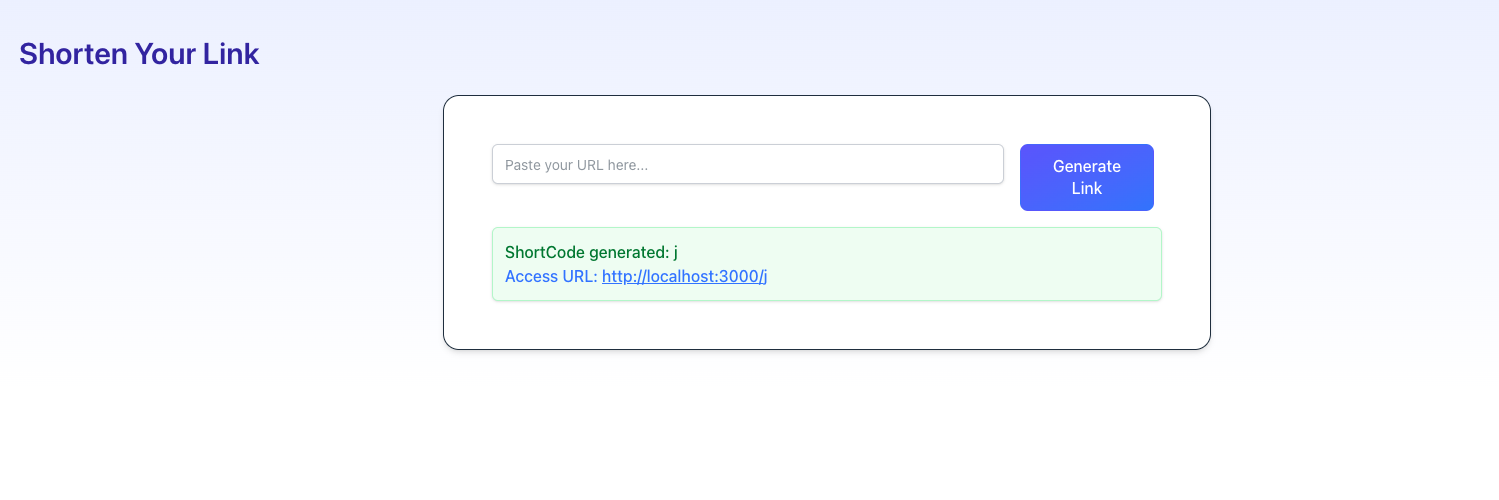 Shorten Your Link
Paste your URL here...
Generate
Link
ShortCode generated: j
Access URL: http://localhost:3000/j